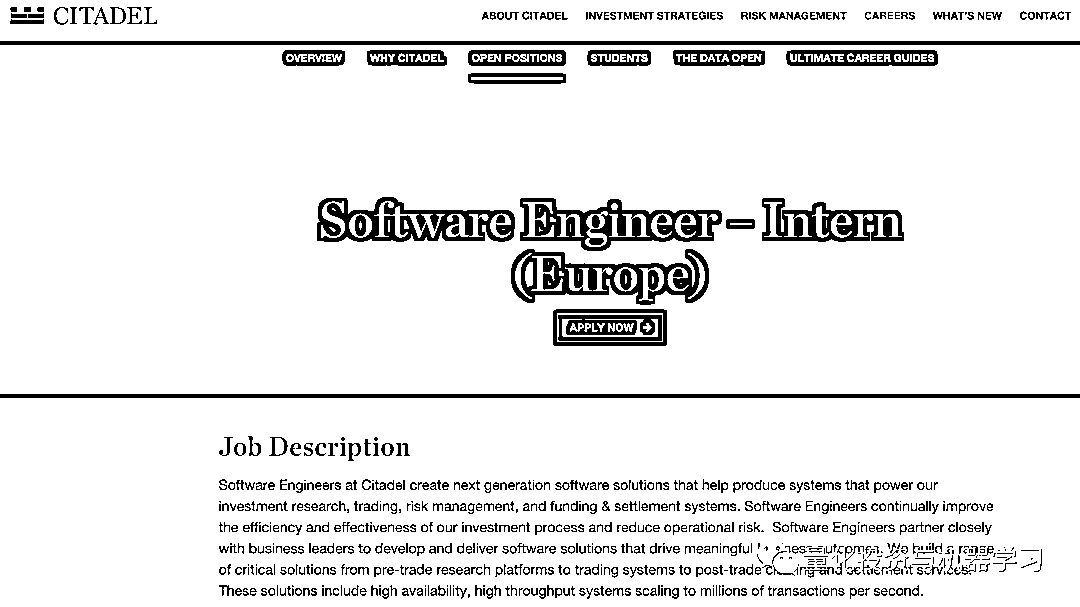 CITADEL
ABOUT CITADEL INVESTMENT STRATEGIES RISK MANAGEMENT CAREERS WHAT'S NEW CONTACT
OVERVIEW WHY CITADEL OPEN POSITIONS STUDENTS THE DATA OPEN ULTIMATE CAREER GUIDES
Software Engineer – Intern
(Europe)
APPLY NOW
Job Description
Software Engineers at Citadel create next generation software solutions that help produce systems that power our
investment research, trading, risk management, and funding & settlement systems. Software Engineers continually improve
the efficiency and effectiveness of our investment process and reduce operational risk. Software Engineers partner closely
with business leaders to develop and deliver software solutions that drive meaningful outcomes. We build a range
of critical solutions from pre-trade research platforms to trading systems to post-trade and settlement services.
量化投资与机器学习
These solutions include high availability, high throughput systems scaling to millions of transactions per second.